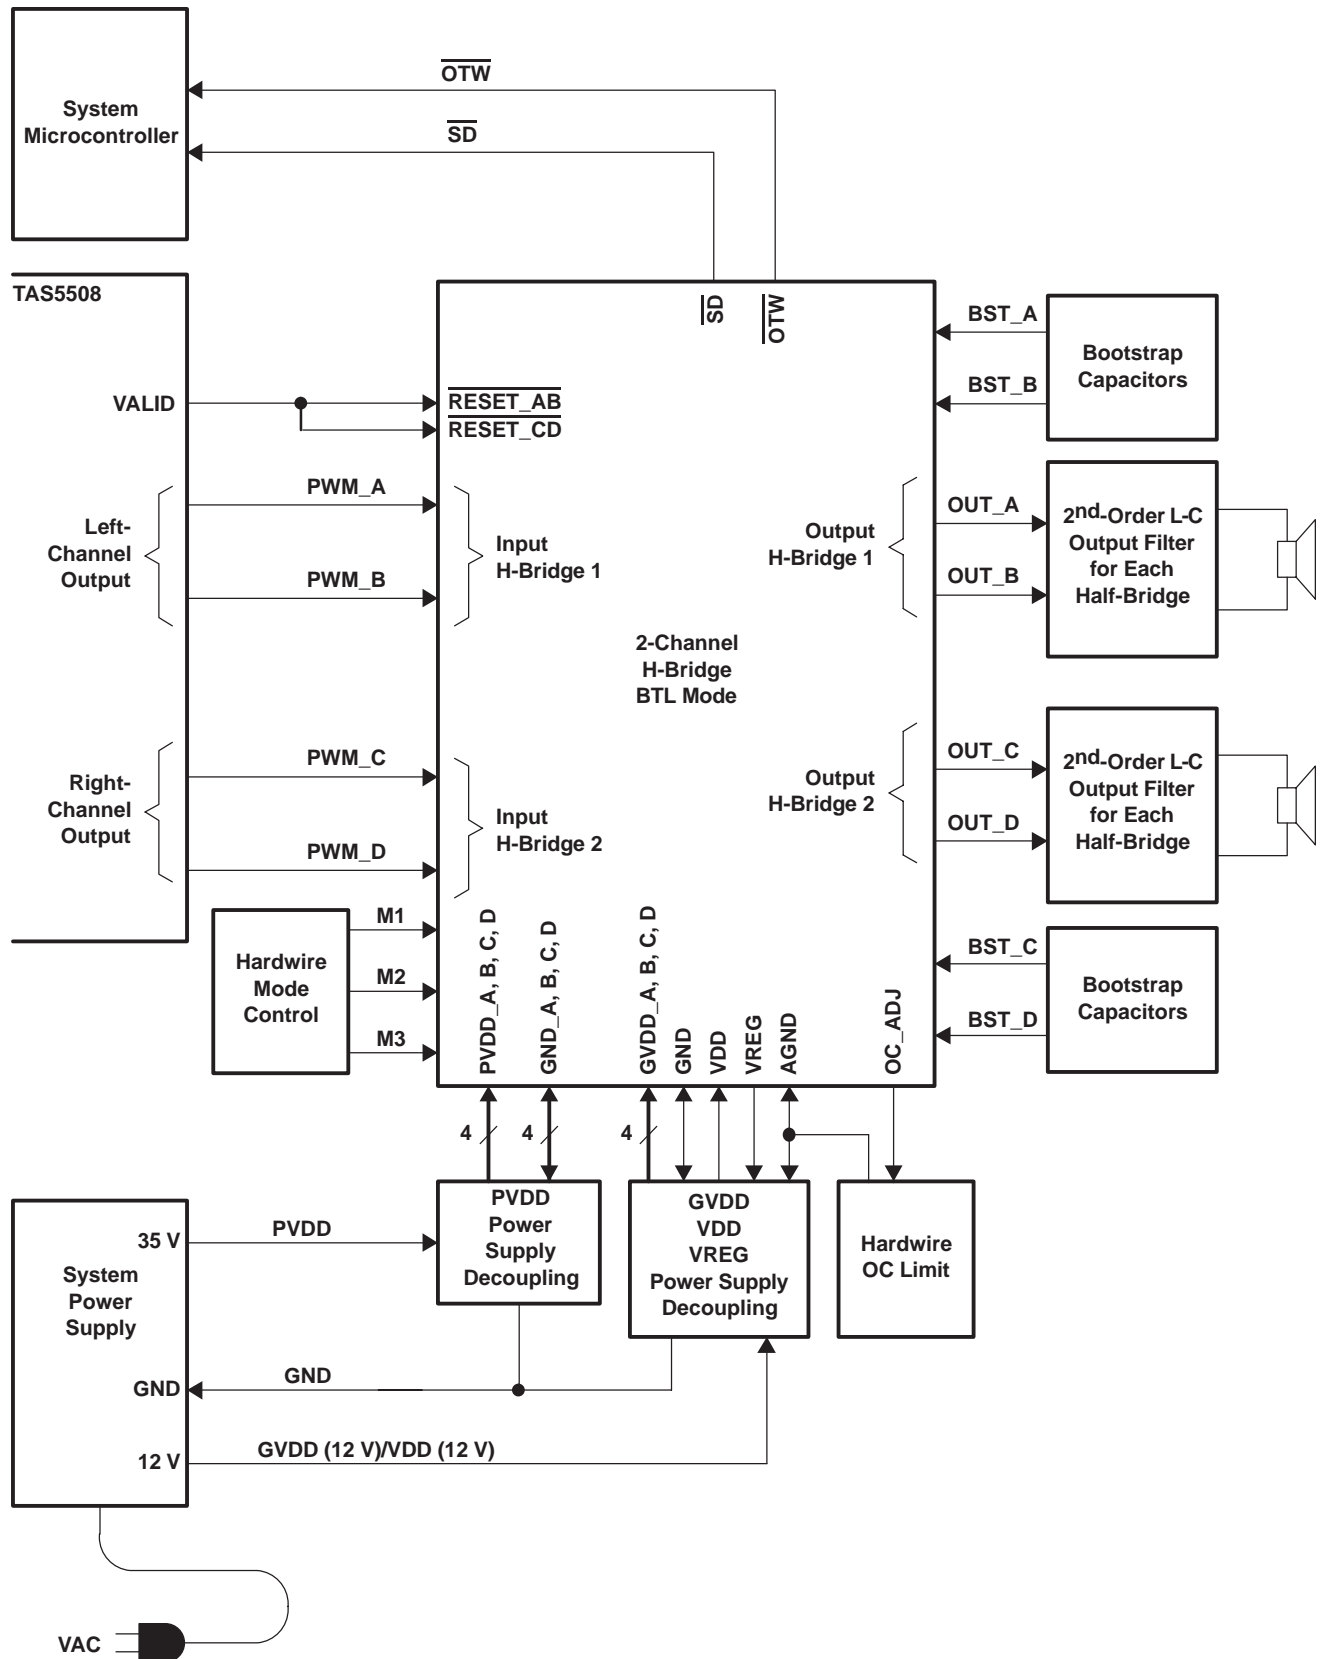 OTW
System
Microcontroller
SD
TAS5508
SD
OTW
BST_A
Bootstrap
Capacitors
BST_B
VALID
RESET_AB
RESET_CD
PWM_A
Left-
Channel
Output
Input
H-Bridge 1
PWM_B
Output
H-Bridge 1
OUT_A
OUT_B
2nd-Order L-C
Output Filter
for Each
Half-Bridge
2-Channel
H-Bridge
BTL Mode
PWM_C
Right-
Channel
Output
Input
H-Bridge 2
PWM_D
Output
H-Bridge 2
OUT_C
OUT_D
2nd-Order L-C
Output Filter
for Each
Half-Bridge
M1
Hardwire
Mode
Control
M2
M3
PVDD_A, B, C, D
GND_A, B, C, D
GVDD_A, B, C, D
GND
VDD
VREG
AGND
OC_ADJ
BST_C
Bootstrap
Capacitors
BST_D
4
4
4
PVDD
Power
Supply
Decoupling
GVDD
VDD
VREG
Power Supply
Decoupling
Hardwire
OC Limit
35 V
PVDD
System
Power
Supply
GND
GND
12 V
GVDD (12 V)/VDD (12 V)
VAC